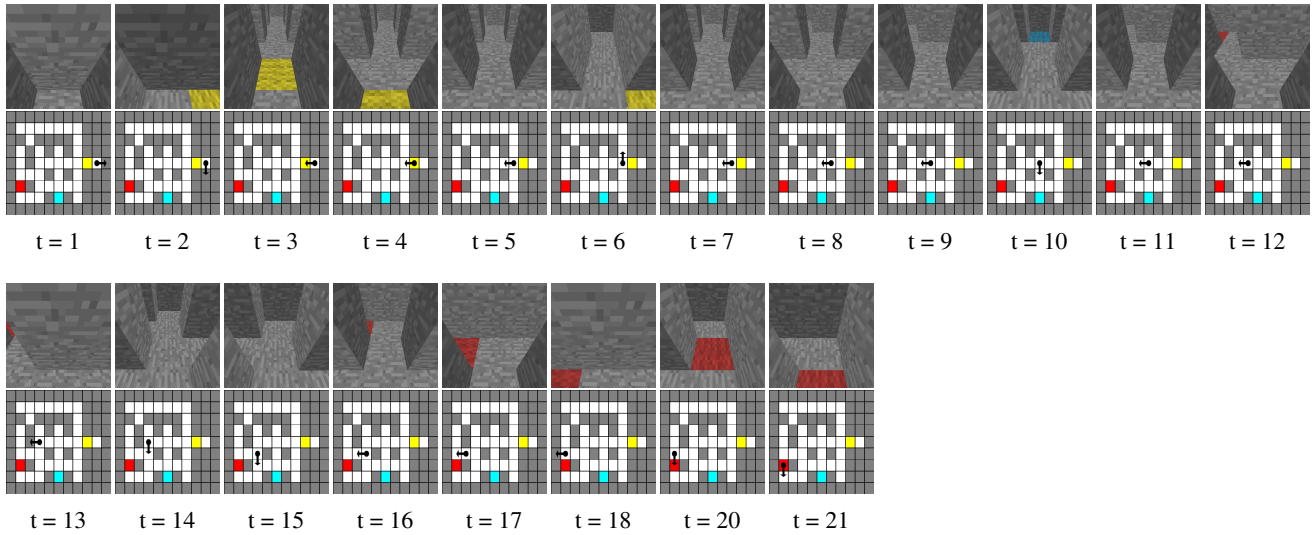 t = 1 t = 2 t = 3 t = 4 t = 5 t = 6 t = 7 t = 8 t = 9 t = 10 t = 11 t = 12
t = 13 t = 14 t = 15 t = 16 t = 17 t = 18 t = 20 t = 21